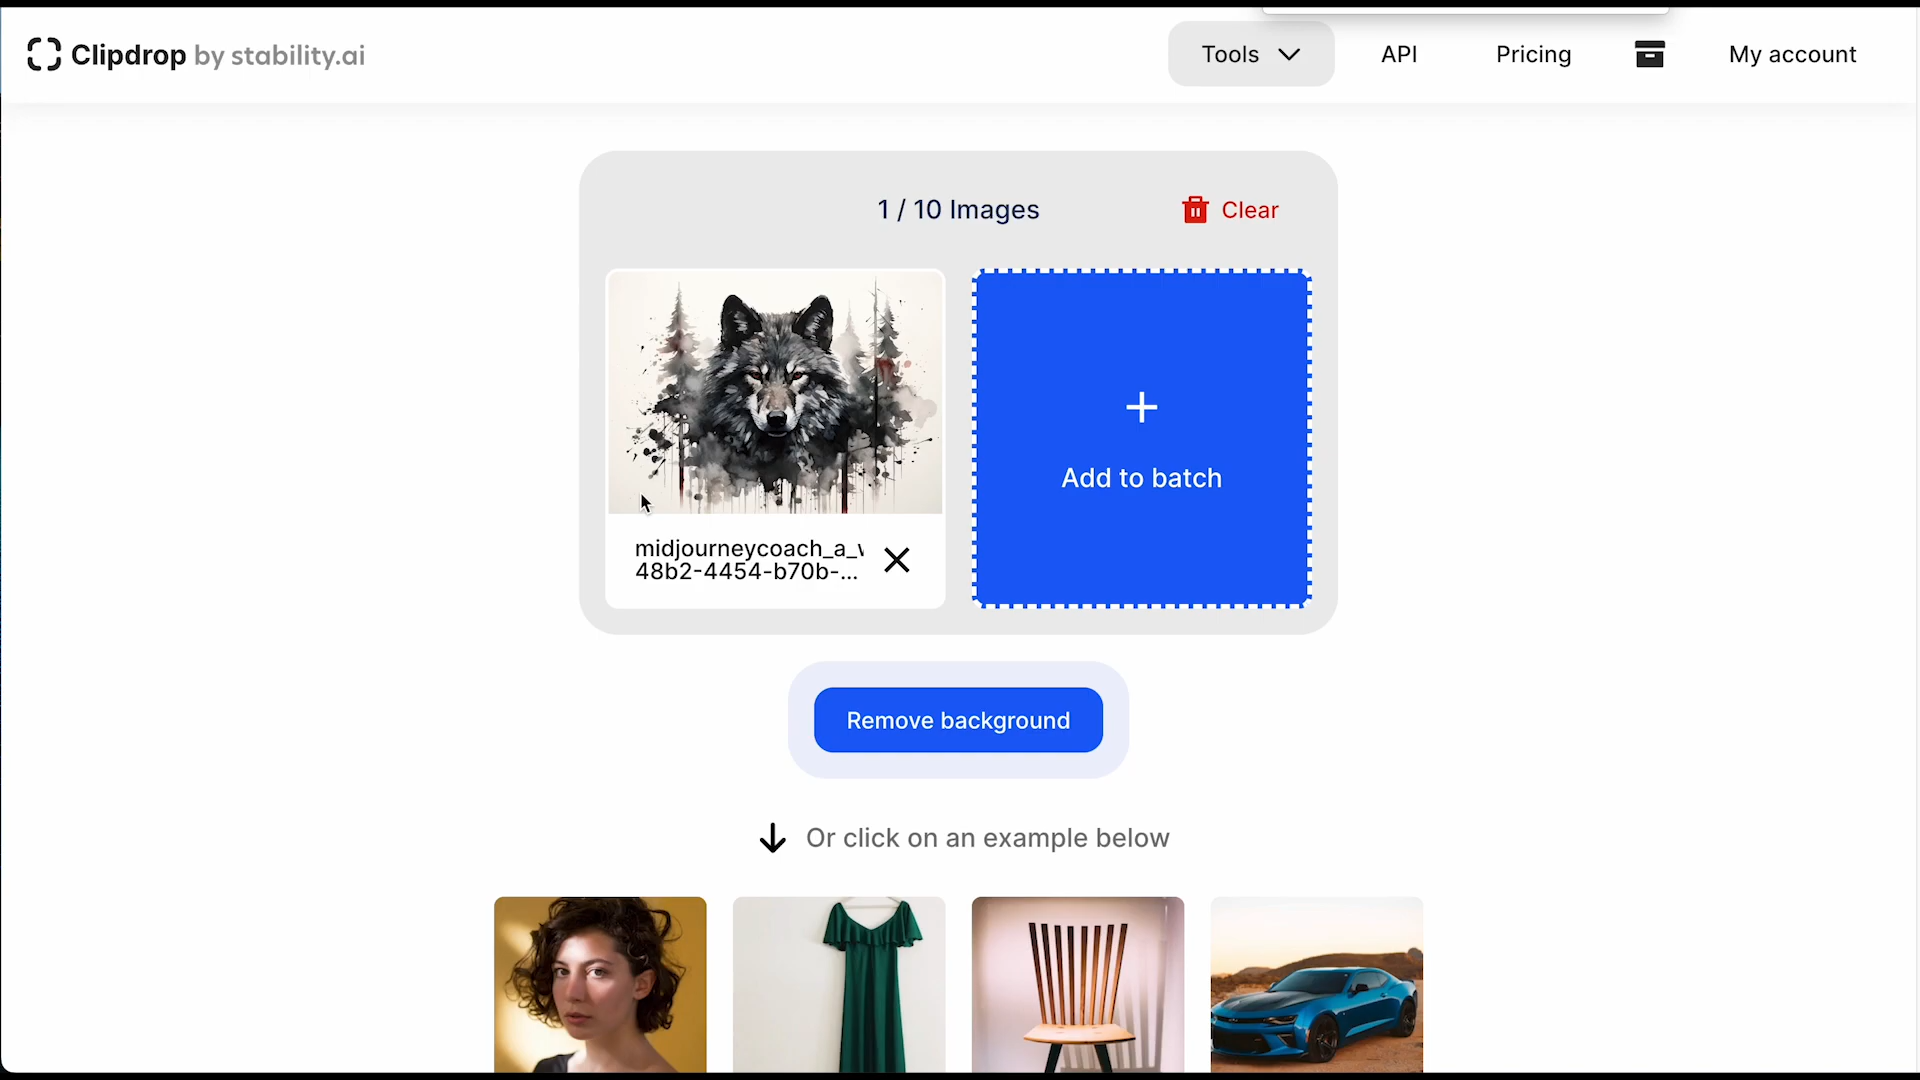 Clipdrop by stability.ai
Tools
API
Pricing
My account
1 / 10 Images
Clear
midjourneycoach_a_
48b2-4454-b70b-...
Add to batch
Remove background
Or click on an example below